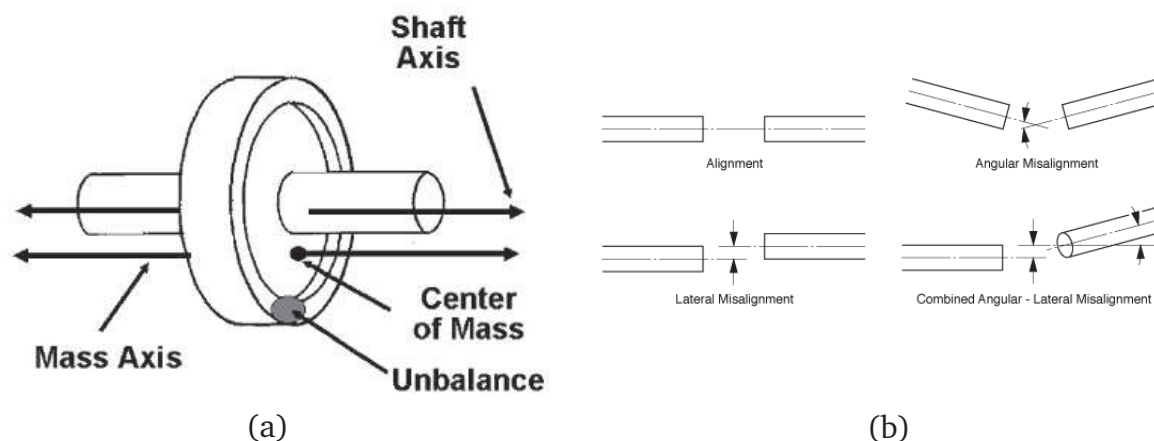 Shaft
Axis
Center
of Mass
Mass Axis
Unbalance
(a)
Alignment
Angular Misalignment
Lateral Misalignment
Combined Angular - Lateral Misalignment
(b)